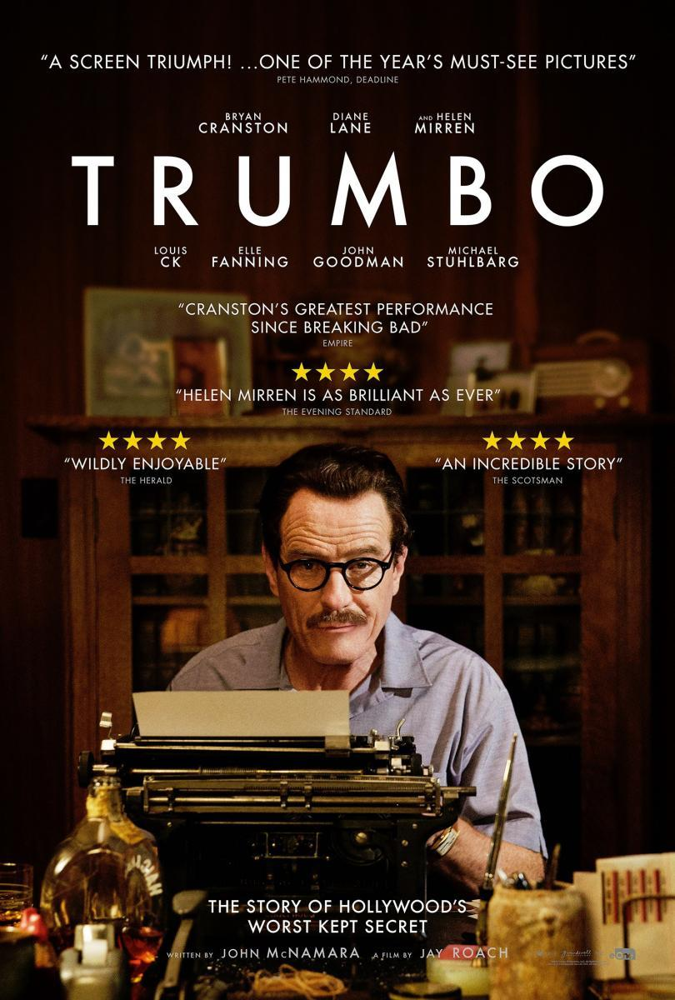 “A SCREEN TRIUMPH! ...ONE OF THE YEAR’S MUST-SEE PICTURES”
PETE HAMMOND, DEADLINE
BRYAN CRANSTON
DIANE LANE
AND HELEN MIRREN
TRUMBO
LOUIS CK
ELLE FANNING
JOHN GOODMAN
MICHAEL STUHLBARG
“CRANSTON’S GREATEST PERFORMANCE
SINCE BREAKING BAD”
EMPIRE
★★★★
“HELEN MIRREN IS AS BRILLIANT AS EVER”
THE EVENING STANDARD
★★★★
“WILDLY ENJOYABLE”
THE HERALD
★★★★
“AN INCREDIBLE STORY”
THE SCOTSMAN
THE STORY OF HOLLYWOOD’S
WORST KEPT SECRET
WRITTEN BY JOHN McNAMARA A FILM BY JAY ROACH
eOne